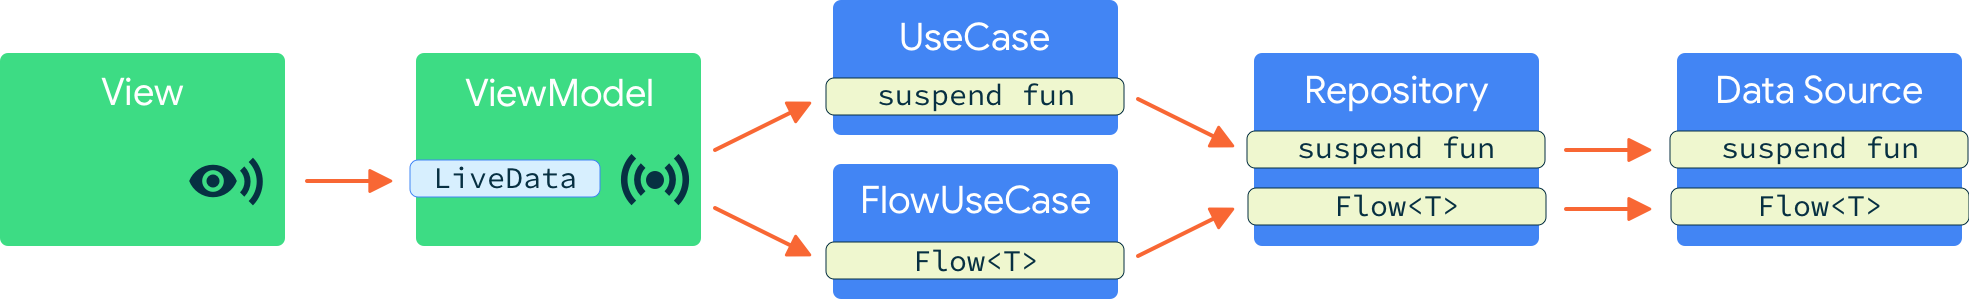 View
ViewModel
LiveData
UseCase
suspend fun
FlowUseCase
Flow<T>
Repository
suspend fun
Flow<T>
Data Source
suspend fun
Flow<T>